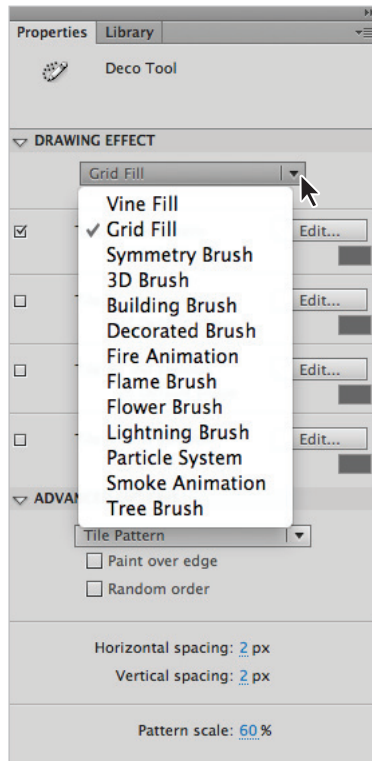 Properties
Library
Deco Tool
DRAWING EFFECT
Grid Fill
Vine Fill
Grid Fill
Edit...
Symmetry Brush
3D Brush
Building Brush
Edit...
Decorated Brush
Fire Animation
Flame Brush
Edit...
Flower Brush
Lightning Brush
Edit...
Particle System
Smoke Animation
Tree Brush
Tile Pattern
Paint over edge
Random order
Horizontal spacing: 2 px
Vertical spacing: 2 px
Pattern scale: 60 %